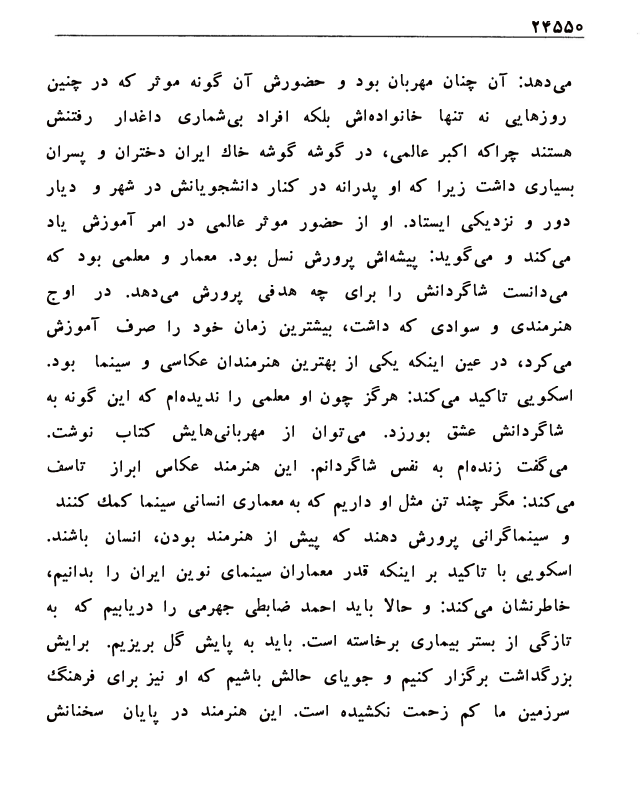 ۲۴۵۵۰
می‌دهد: آن چنان مهربان بود و حضورش آن گونه موثر که در چنین
روزهایی نه تنها خانواده‌اش بلکه افراد بی‌شماری داغدار رفتنش
هستند چراکه اکبر عالمی، در گوشه گوشه خاك ایران دختران و پسران
بسیاری داشت زیرا که او پدرانه در کنار دانشجویانش در شهر و دیار
دور و نزدیکی ایستاد. او از حضور موثر عالمی در امر آموزش یاد
می‌کند و می‌گوید: پیشه‌اش پرورش نسل بود. معمار و معلمی بود که
می‌دانست شاگردانش را برای چه هدفی پرورش می‌دهد. در اوج
هنرمندی و سوادی که داشت، بیشترین زمان خود را صرف آموزش
می‌کرد، در عین اینکه یکی از بهترین هنرمندان عکاسی و سینما بود.
اسکویی تاکید می‌کند: هرگز چون او معلمی را ندیده‌ام که این گونه به
شاگردانش عشق بورزد. می‌توان از مهربانی‌هایش کتاب نوشت.
می‌گفت زنده‌ام به نفس شاگردانم. این هنرمند عکاس ابراز تاسف
می‌کند: مگر چند تن مثل او داریم که به معماری انسانی سینما کمك کنند
و سینماگرانی پرورش دهند که پیش از هنرمند بودن، انسان باشند.
اسکویی با تاکید بر اینکه قدر معماران سینمای نوین ایران را بدانیم،
خاطرنشان می‌کند: و حالا باید احمد ضابطی جهرمی را دریابیم که به
تازگی از بستر بیماری برخاسته است. باید به پایش گل بریزیم. برایش
بزرگداشت برگزار کنیم و جویای حالش باشیم که او نیز برای فرهنگ
سرزمین ما کم زحمت نکشیده است. این هنرمند در پایان سخنانش